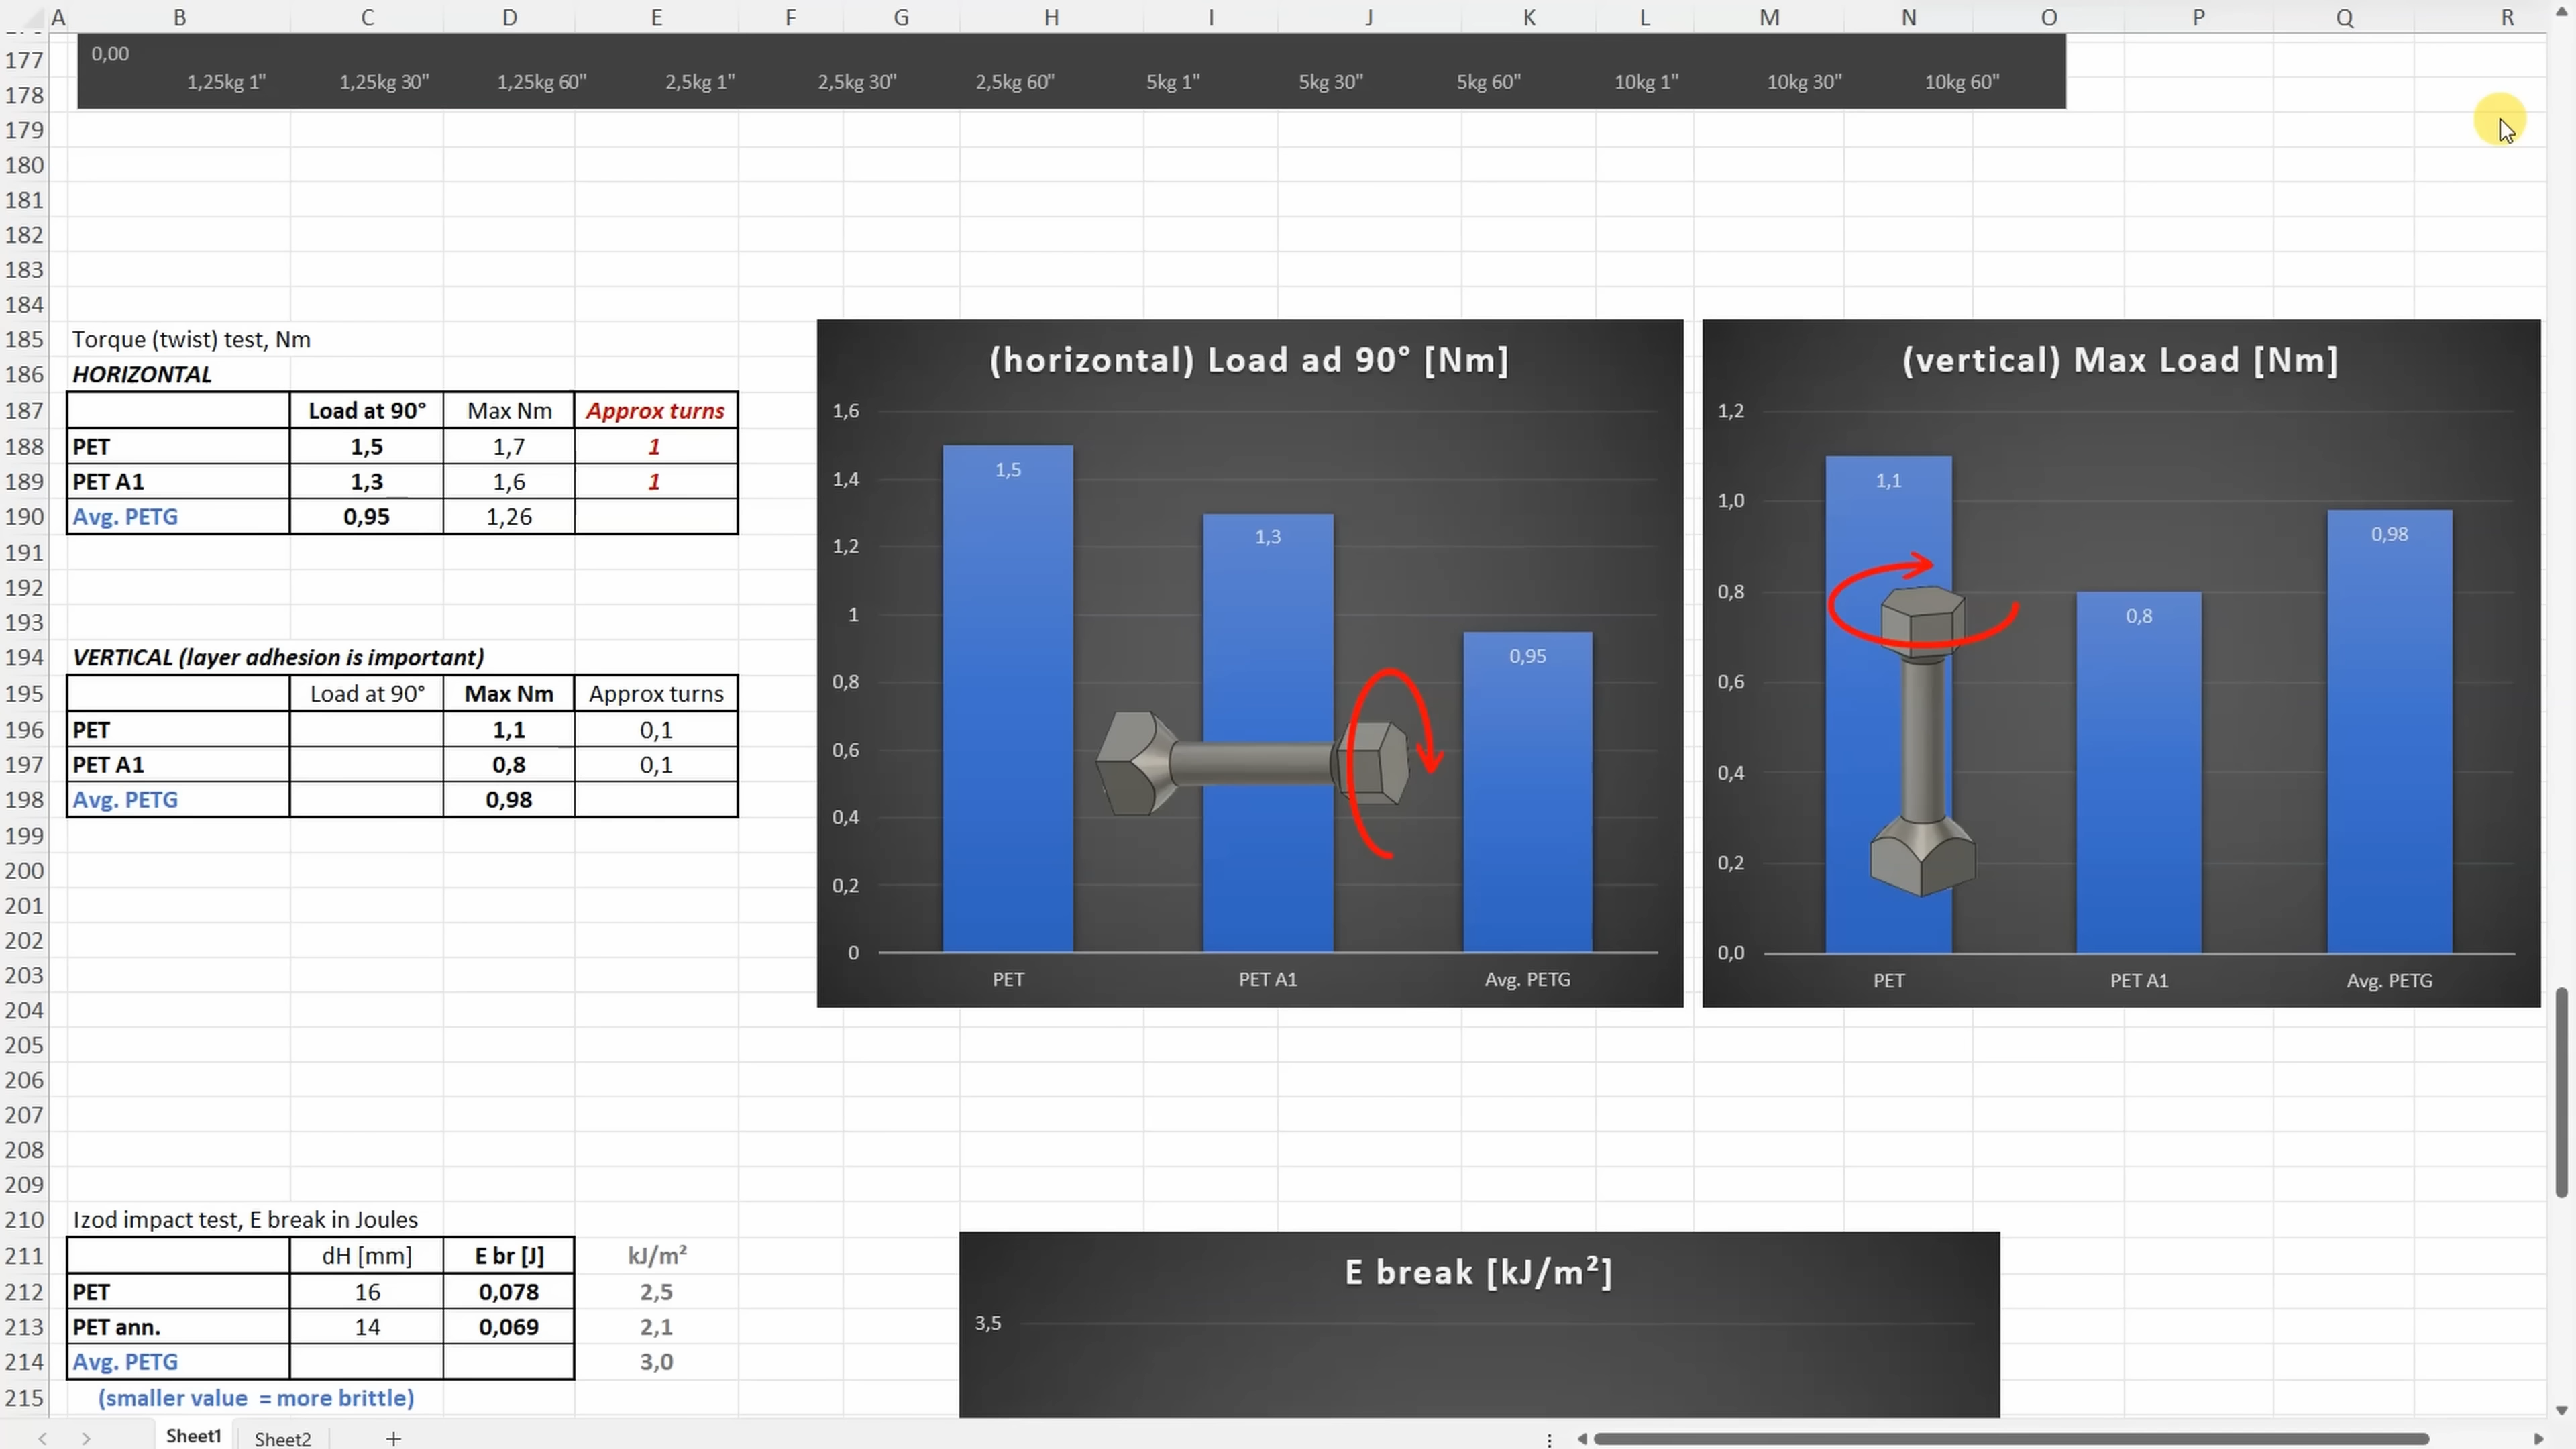 A B C D E F G H I J K L M N O P Q R
177 0,00
178 1,25kg 1" 1,25kg 30" 1,25kg 60" 2,5kg 1" 2,5kg 30" 2,5kg 60" 5kg 1" 5kg 30" 5kg 60" 10kg 1" 10kg 30" 10kg 60"
179
180
181
182
183
184
185 Torque (twist) test, Nm
186 HORIZONTAL
187 Load at 90° Max Nm Approx turns
188 PET 1,5 1,7 1
189 PET A1 1,3 1,6 1
190 Avg. PETG 0,95 1,26
191
192
193
194 VERTICAL (layer adhesion is important)
195 Load at 90° Max Nm Approx turns
196 PET 1,1 0,1
197 PET A1 0,8 0,1
198 Avg. PETG 0,98
199
200
201
202
203
204
205
206
207
208
209
(horizontal) Load ad 90° [Nm]
1,6
1,5
1,4
1,3
1,2
1
0,95
0,8
0,6
0,4
0,2
0
PET PET A1 Avg. PETG
(vertical) Max Load [Nm]
1,2
1,1
1,0
0,98
0,8
0,8
0,6
0,4
0,2
0,0
PET PET A1 Avg. PETG
210 Izod impact test, E break in Joules
211 dH [mm] E br [J] kJ/m²
212 PET 16 0,078 2,5
213 PET ann. 14 0,069 2,1
214 Avg. PETG 3,0
215 (smaller value = more brittle)
E break [kJ/m²]
3,5
Sheet1 Sheet2 +